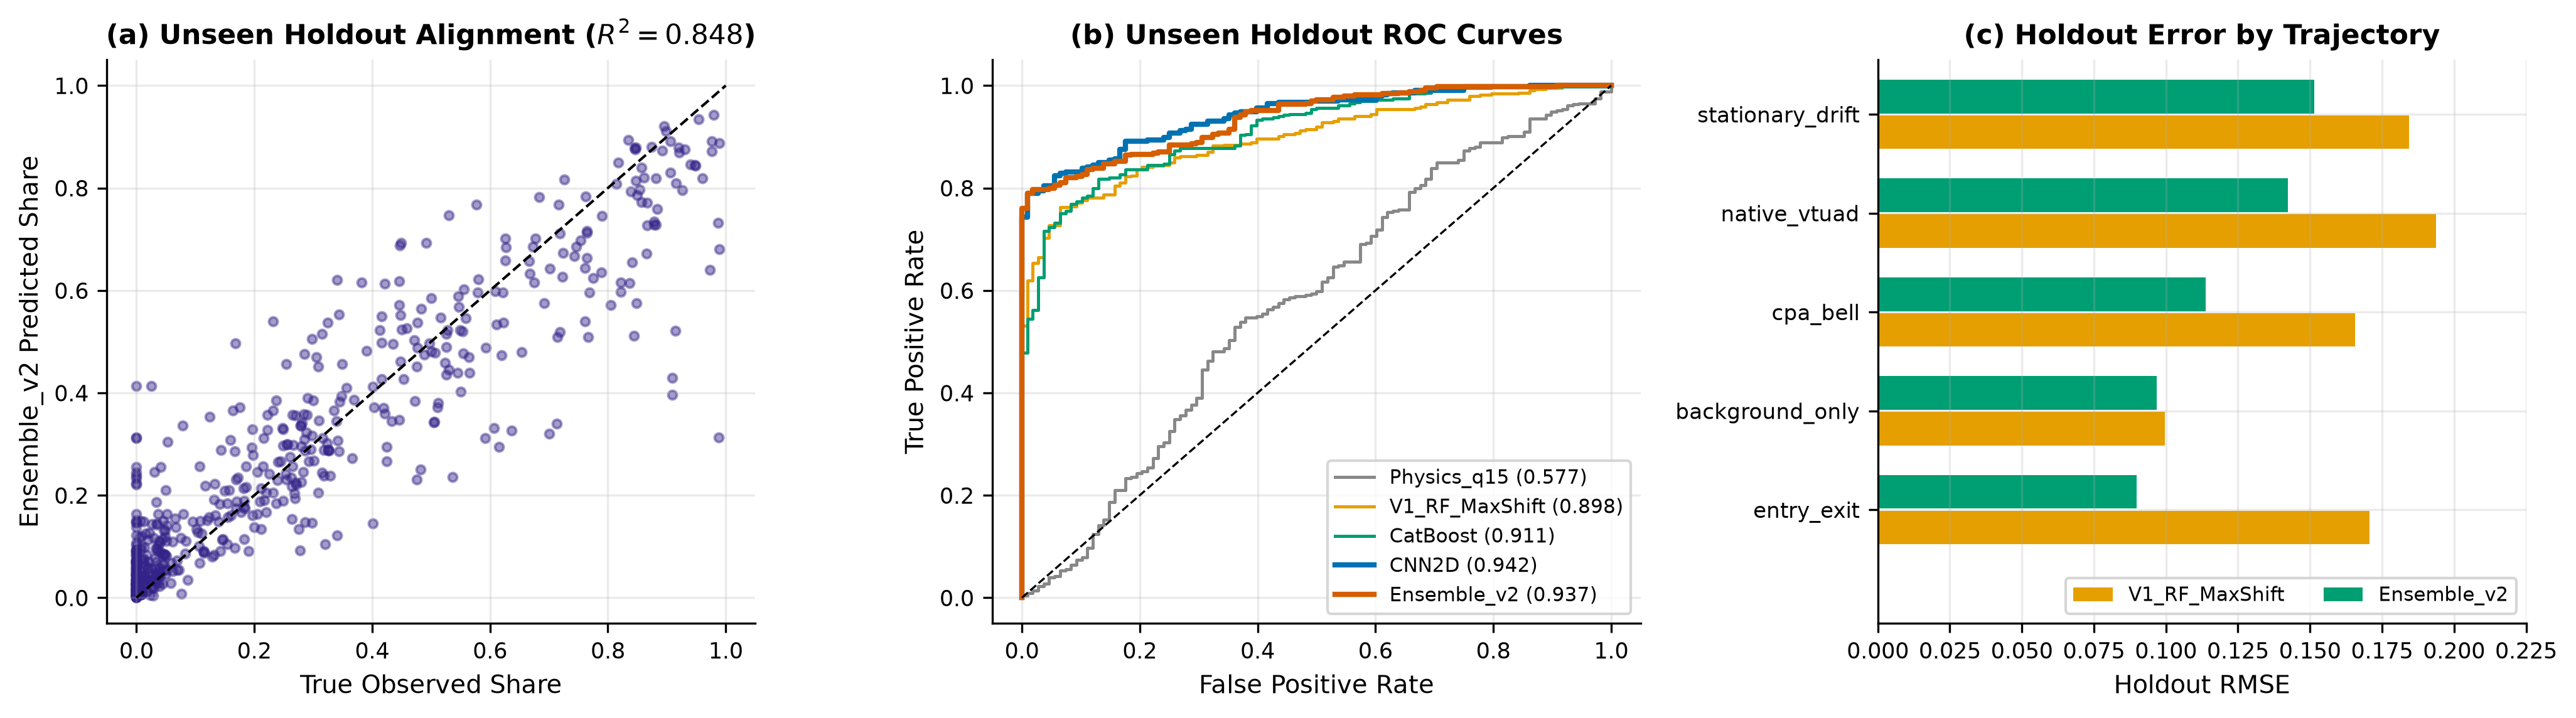 (a) Unseen Holdout Alignment (R² = 0.848)
Ensemble_v2 Predicted Share
1.0
0.8
0.6
0.4
0.2
0.0
0.0 0.2 0.4 0.6 0.8 1.0
True Observed Share
(b) Unseen Holdout ROC Curves
True Positive Rate
1.0
0.8
0.6
0.4
0.2
0.0
Physics_q15 (0.577)
V1_RF_MaxShift (0.898)
CatBoost (0.911)
CNN2D (0.942)
Ensemble_v2 (0.937)
0.0 0.2 0.4 0.6 0.8 1.0
False Positive Rate
(c) Holdout Error by Trajectory
stationary_drift
native_vtuad
cpa_bell
background_only
entry_exit
V1_RF_MaxShift Ensemble_v2
0.000 0.025 0.050 0.075 0.100 0.125 0.150 0.175 0.200 0.225
Holdout RMSE